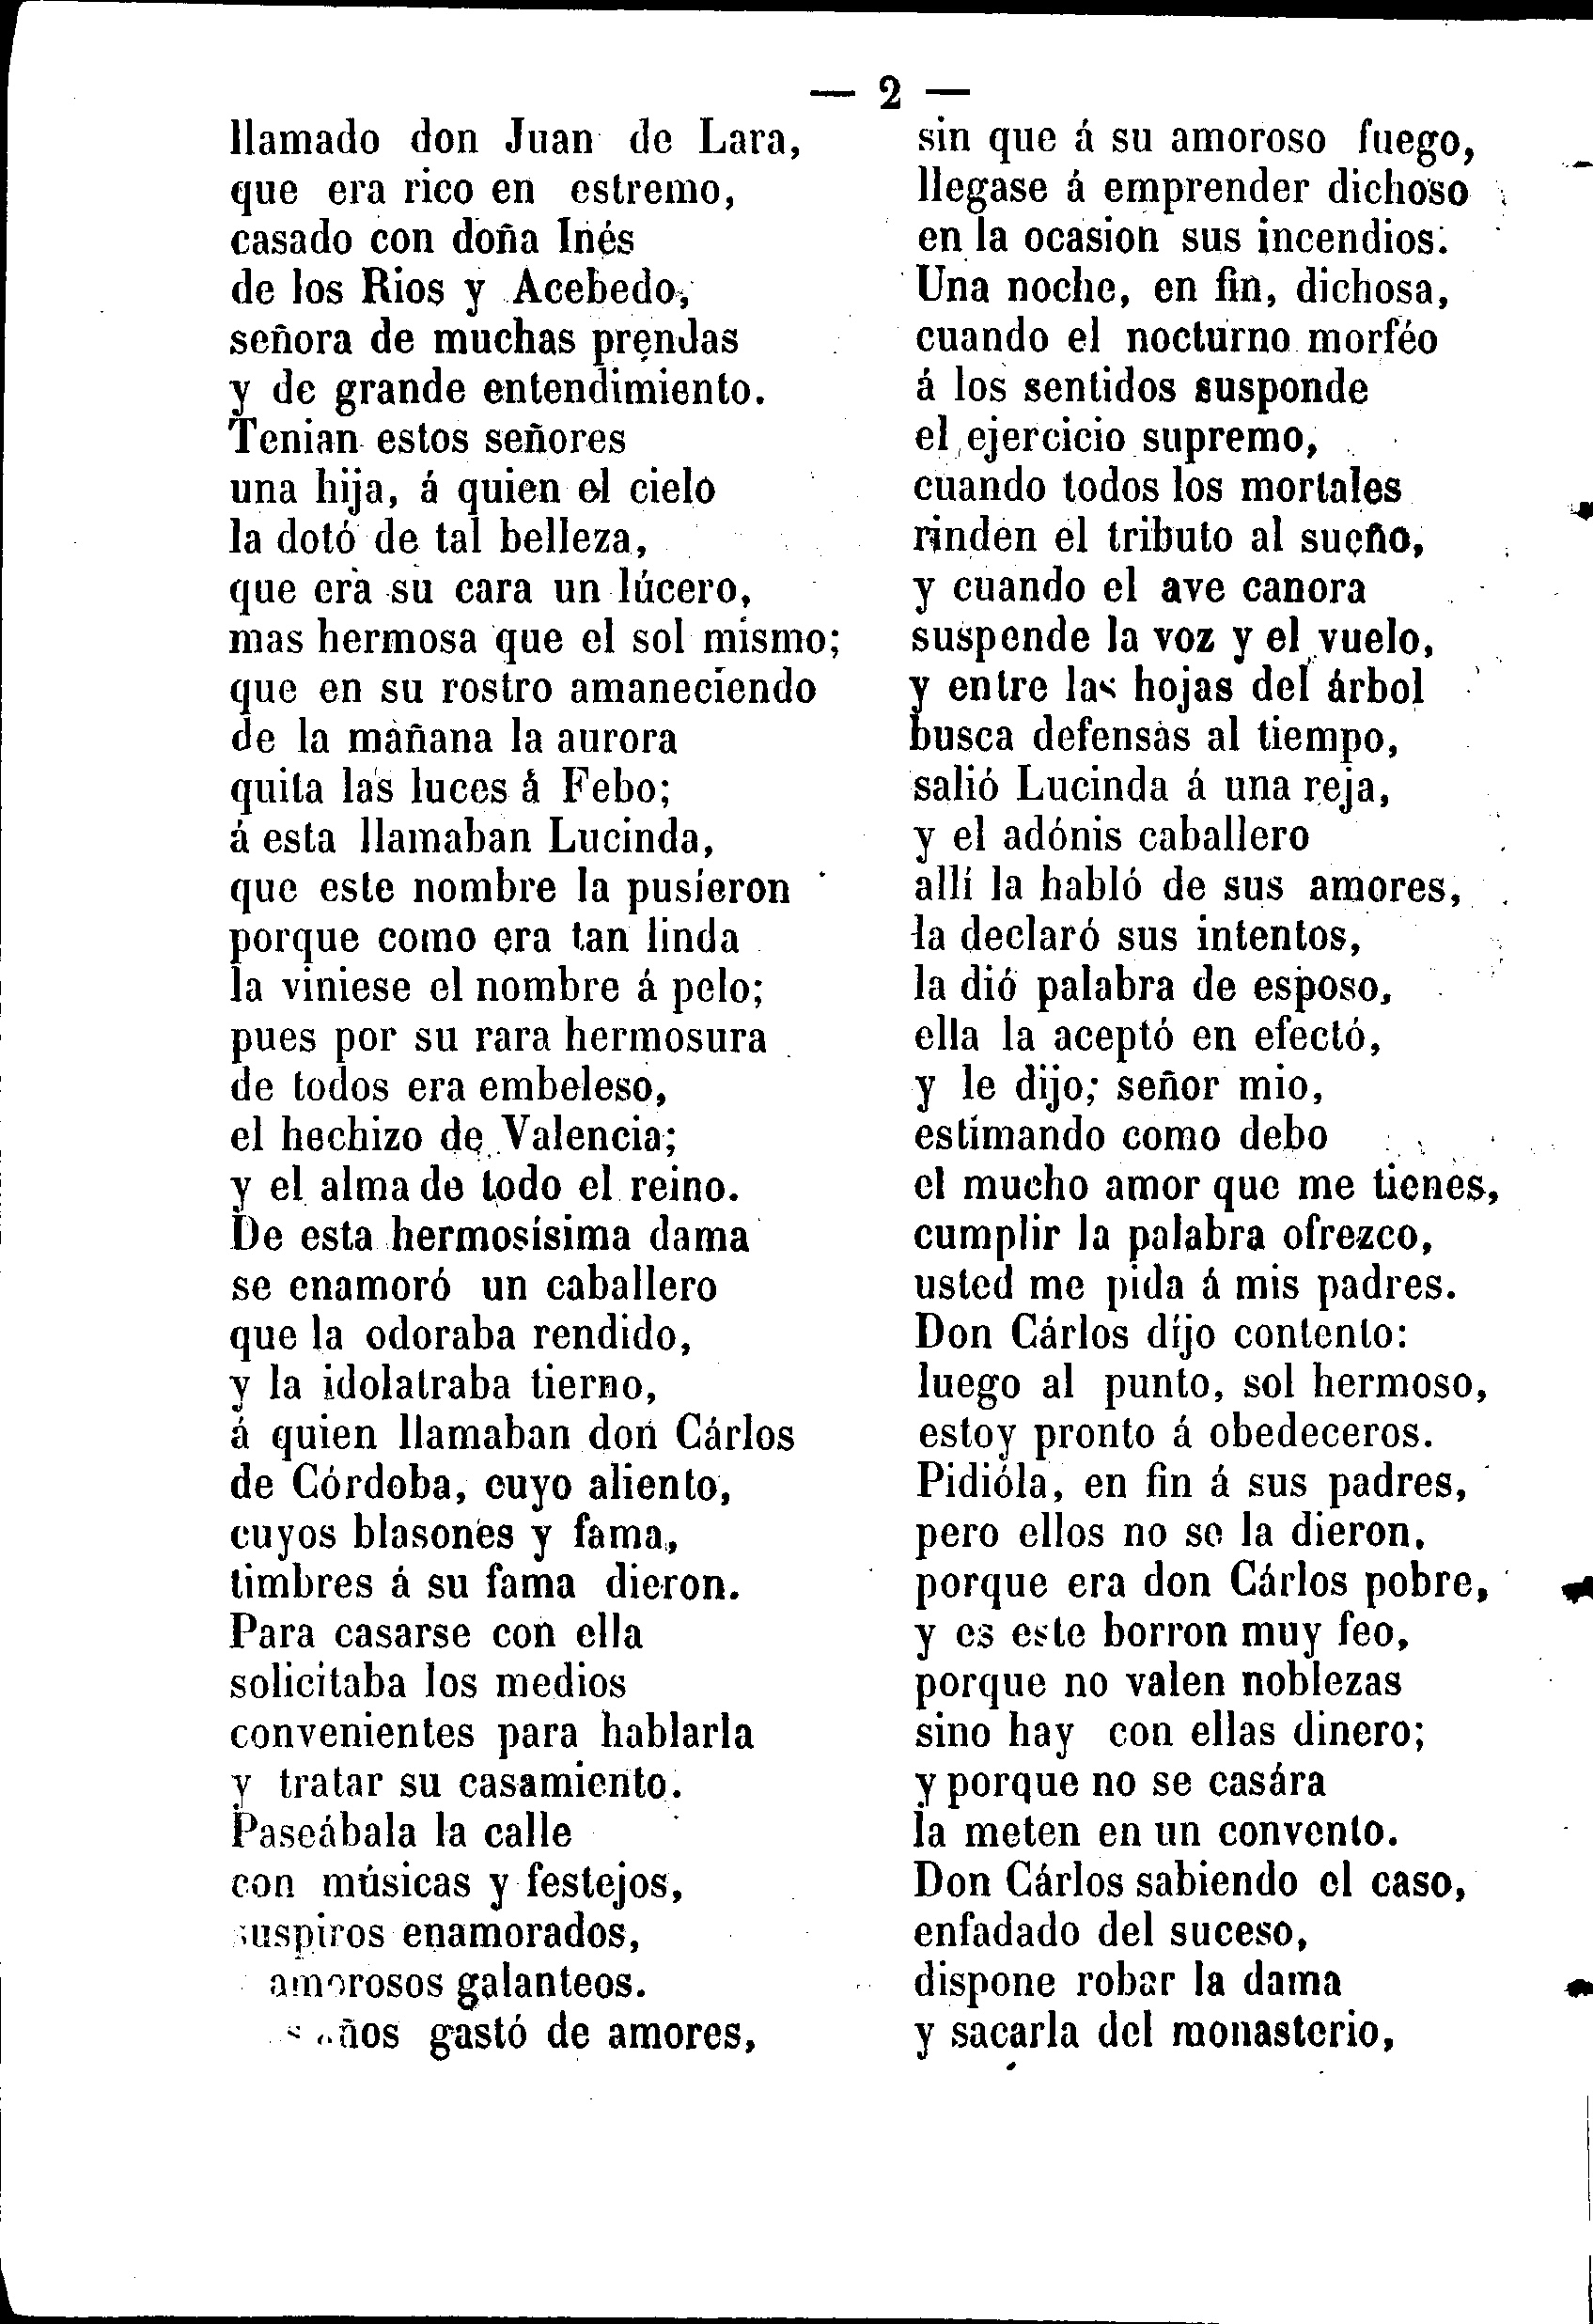 — 2 —
llamado don Juan de Lara,
que era rico en estremo,
casado con doña Inés
de los Rios y Acebedo,
señora de muchas prendas
y de grande entendimiento.
Tenian estos señores
una hija, á quien el cielo
la dotó de tal belleza,
que era su cara un lúcero,
mas hermosa que el sol mismo;
que en su rostro amaneciendo
de la mañana la aurora
quita las luces á Febo;
á esta llamaban Lucinda,
que este nombre la pusieron
porque como era tan linda
la viniese el nombre á pelo;
pues por su rara hermosura
de todos era embeleso,
el hechizo de Valencia;
y el alma de todo el reino.
De esta hermosísima dama
se enamoró un caballero
que la odoraba rendido,
y la idolatraba tierno,
á quien llamaban don Cárlos
de Córdoba, cuyo aliento,
cuyos blasones y fama,
timbres á su fama dieron.
Para casarse con ella
solicitaba los medios
convenientes para hablarla
y tratar su casamiento.
Paseábala la calle
con músicas y festejos,
suspiros enamorados,
amorosos galanteos.
gastó de amores,
sin que á su amoroso fuego,
llegase á emprender dichoso
en la ocasion sus incendios.
Una noche, en fin, dichosa,
cuando el nocturno morféo
á los sentidos susponde
el ejercicio supremo,
cuando todos los mortales
rinden el tributo al sueño,
y cuando el ave canora
suspende la voz y el vuelo,
y entre las hojas del árbol
busca defensas al tiempo,
salió Lucinda á una reja,
y el adónis caballero
allí la habló de sus amores,
la declaró sus intentos,
la dió palabra de esposo,
ella la aceptó en efectó,
y le dijo; señor mio,
estimando como debo
el mucho amor que me tienes,
cumplir la palabra ofrezco,
usted me pida á mis padres.
Don Cárlos dijo contento:
luego al punto, sol hermoso,
estoy pronto á obedeceros.
Pidióla, en fin á sus padres,
pero ellos no se la dieron,
porque era don Cárlos pobre,
y es este borron muy feo,
porque no valen noblezas
sino hay con ellas dinero;
y porque no se casára
la meten en un convento.
Don Cárlos sabiendo el caso,
enfadado del suceso,
dispone robar la dama
y sacarla del monasterio,